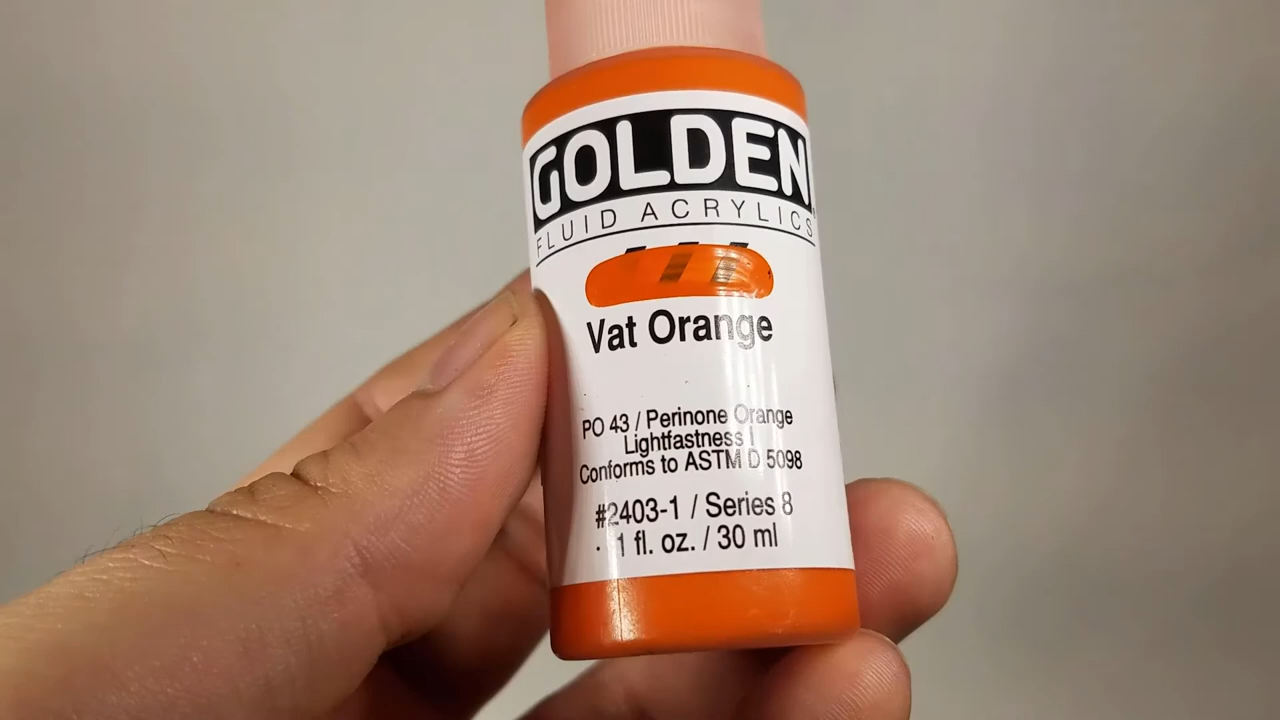 GOLDEN
FLUID ACRYLICS
Vat Orange
PO 43 / Perinone Orange
Lightfastness I
Conforms to ASTM D 5098
#2403-1 / Series 8
1 fl. oz. / 30 ml